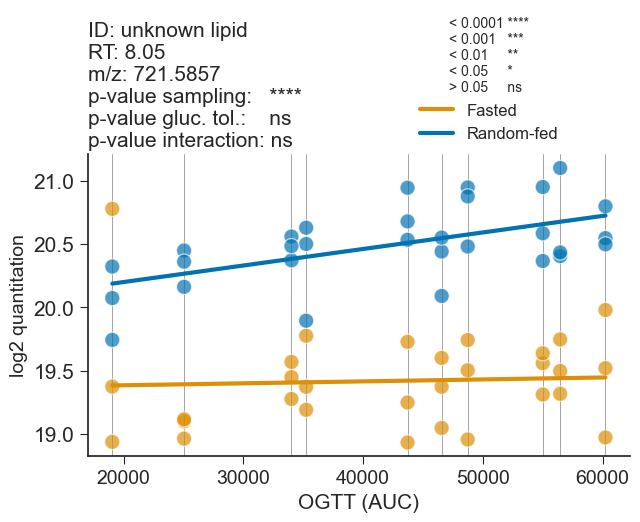 ID: unknown lipid
RT: 8.05
m/z: 721.5857
p-value sampling: ****
p-value gluc. tol.: ns
p-value interaction: ns
< 0.0001 ****
< 0.001 ***
< 0.01 **
< 0.05 *
> 0.05 ns
Fasted
Random-fed
21.0
20.5
20.0
19.5
19.0
log2 quantitation
20000 30000 40000 50000 60000
OGTT (AUC)